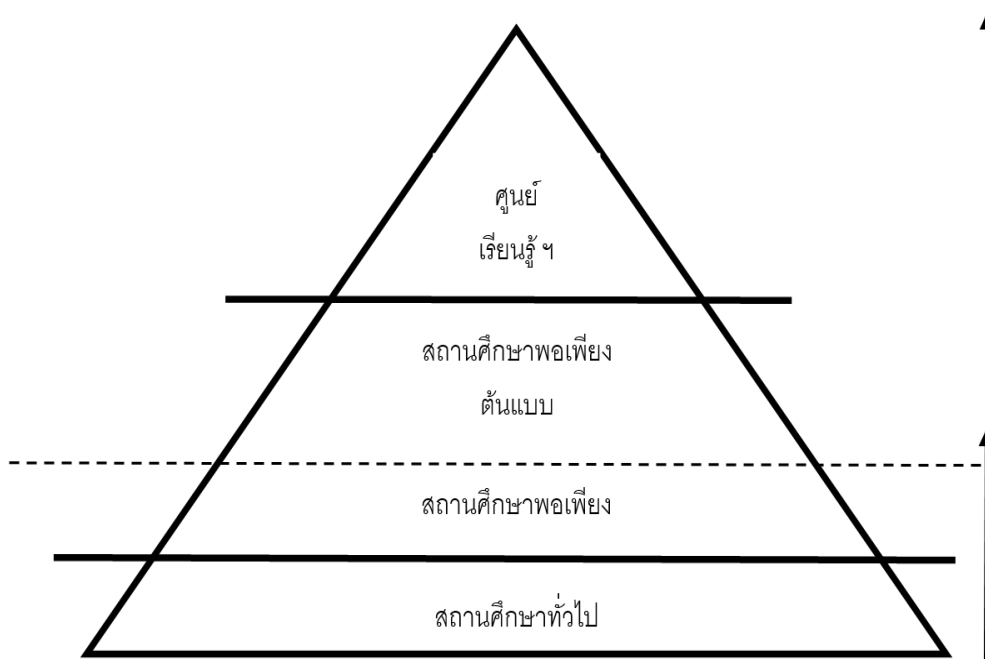 ศูนย์
เรียนรู้ ฯ
สถานศึกษาพอเพียง
ต้นแบบ
สถานศึกษาพอเพียง
สถานศึกษาทั่วไป